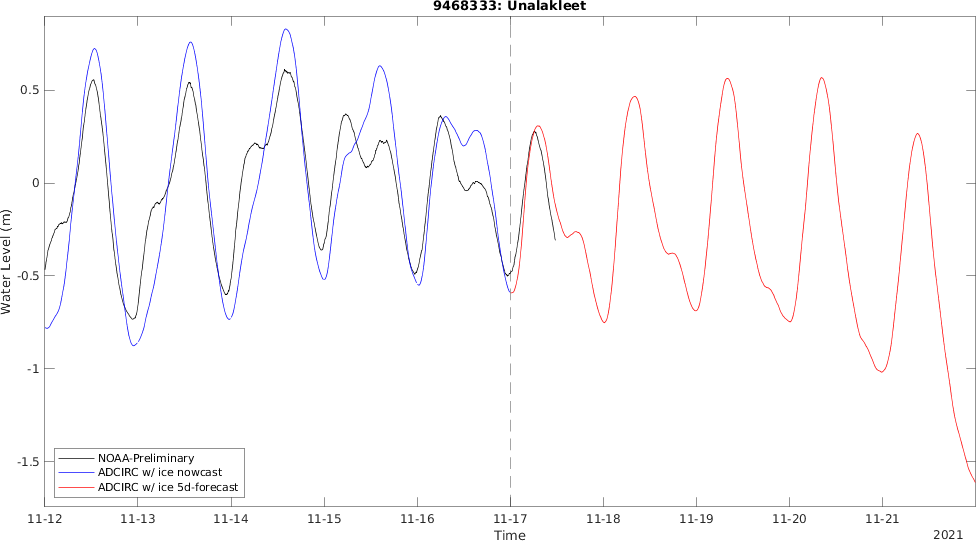 9468333: Unalakleet
Water Level (m)
0.5
0
-0.5
-1
-1.5
NOAA-Preliminary
ADCIRC w/ ice nowcast
ADCIRC w/ ice 5d-forecast
11-12 11-13 11-14 11-15 11-16 11-17 11-18 11-19 11-20 11-21
Time
2021